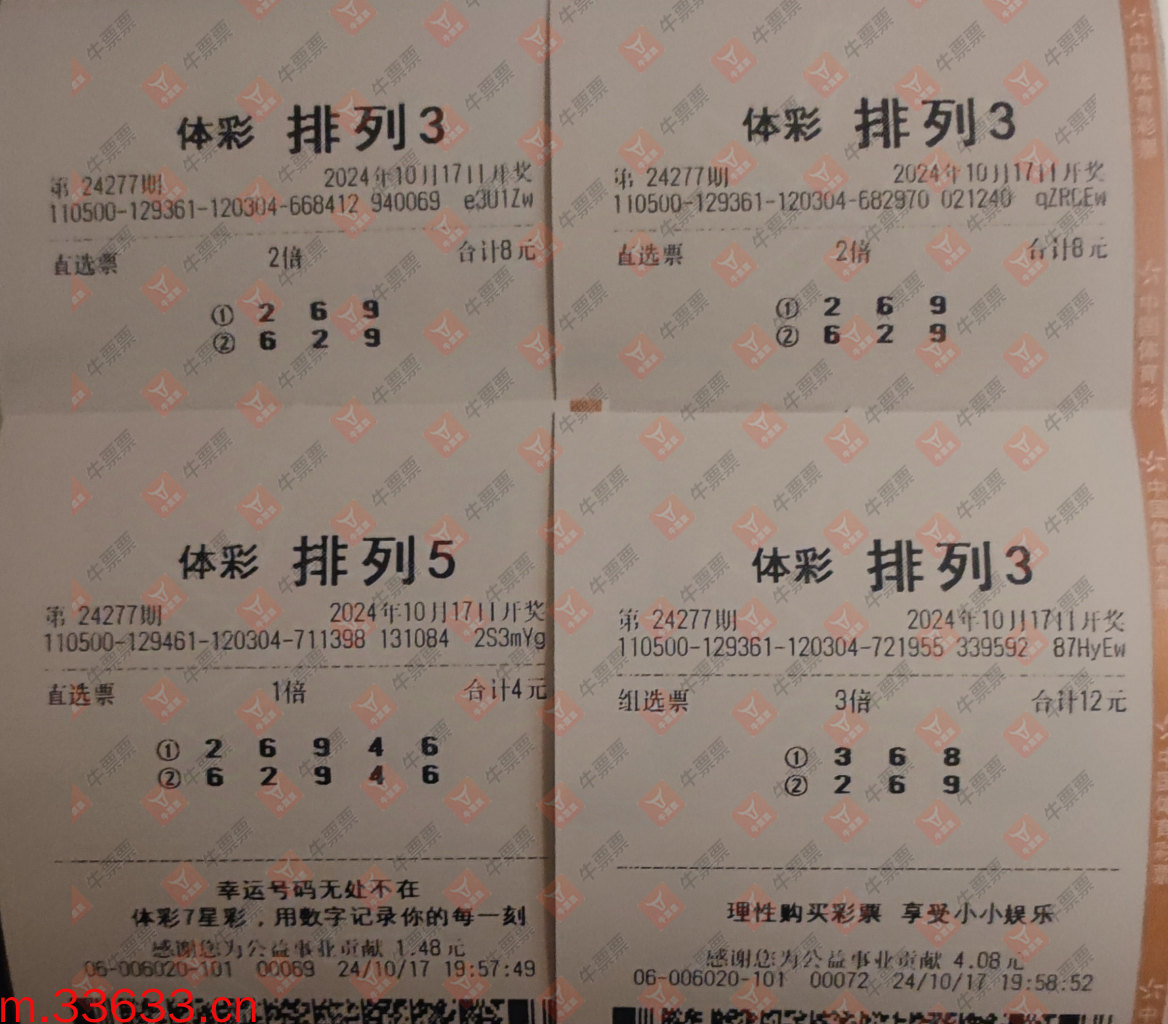 体彩 排列3
第 24277期 2024年10月17日开奖
110500-129361-120304-668412 940069 e3U1Zw
直选票 2倍 合计8元
① 2 6 9
② 6 2 9
体彩 排列3
第 24277期 2024年10月17日开奖
110500-129361-120304-682970 021240 qZRCEw
直选票 2倍 合计8元
① 2 6 9
② 6 2 9
体彩 排列5
第 24277期 2024年10月17日开奖
110500-129461-120304-711398 131084 2S3mYg
直选票 1倍 合计4元
① 2 6 9 4 6
② 6 2 9 4 6
幸运号码无处不在
体彩7星彩，用数字记录你的每一刻
感谢您为公益事业贡献 1.48元
06-006020-101 00069 24/10/17 19:57:49
体彩 排列3
第 24277期 2024年10月17日开奖
110500-129361-120304-721955 339592 87HyEw
组选票 3倍 合计12元
① 3 6 8
② 2 6 9
理性购买彩票 享受小小娱乐
感谢您为公益事业贡献 4.08元
06-006020-101 00072 24/10/17 19:58:52
中国体育彩票
牛票票
m.33633.cn